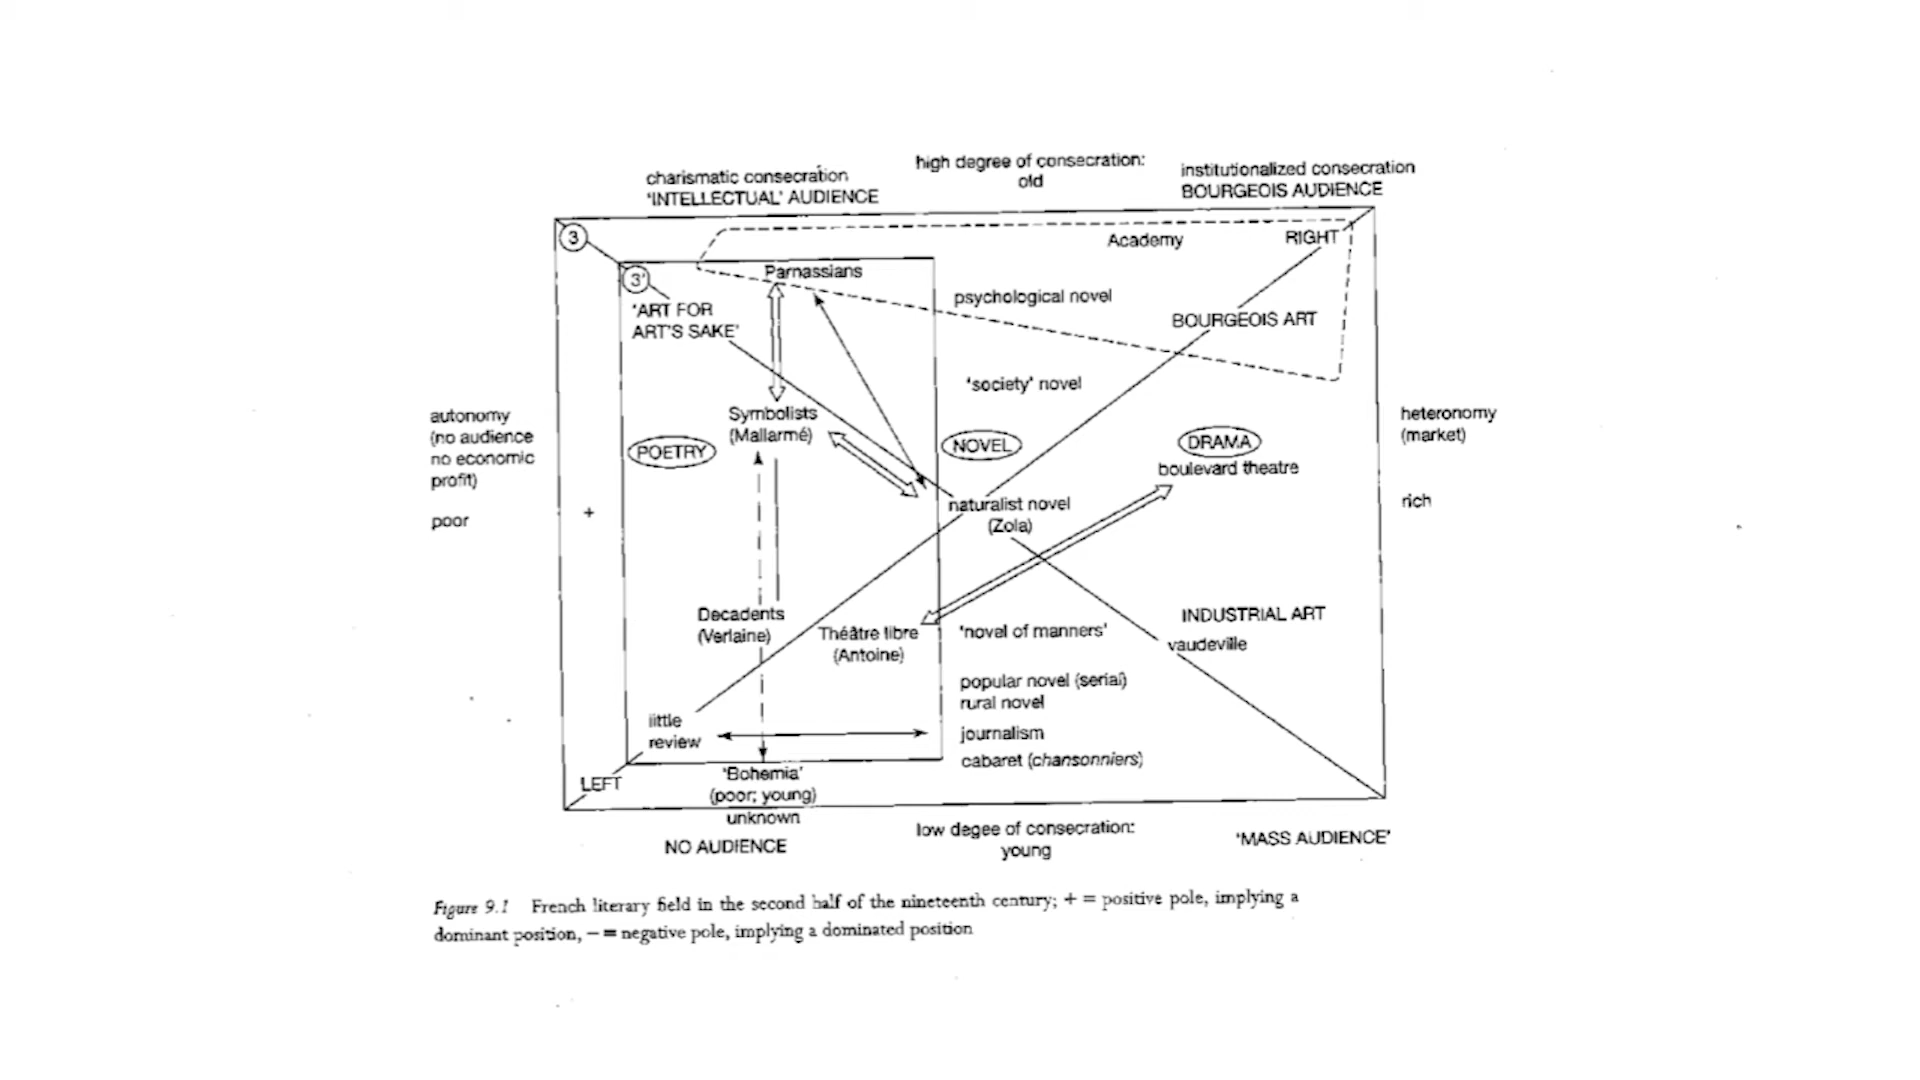 charismatic consecration
'INTELLECTUAL' AUDIENCE
high degree of consecration:
old
institutionalized consecration
BOURGEOIS AUDIENCE
3
Academy
RIGHT
3'
Parnassians
'ART FOR
ART'S SAKE'
psychological novel
BOURGEOIS ART
'society' novel
autonomy
(no audience
no economic
profit)
poor
+
Symbolists
(Mallarmé)
POETRY
NOVEL
DRAMA
boulevard theatre
heteronomy
(market)
rich
naturalist novel
(Zola)
Decadents
(Verlaine)
Théâtre libre
(Antoine)
'novel of manners'
INDUSTRIAL ART
vaudeville
popular novel (serial)
rural novel
little
review
journalism
cabaret (chansonniers)
LEFT
'Bohemia'
(poor; young)
unknown
NO AUDIENCE
low degee of consecration:
young
'MASS AUDIENCE'
Figure 9.1 French literary field in the second half of the nineteenth century; + = positive pole, implying a
dominant position, − = negative pole, implying a dominated position